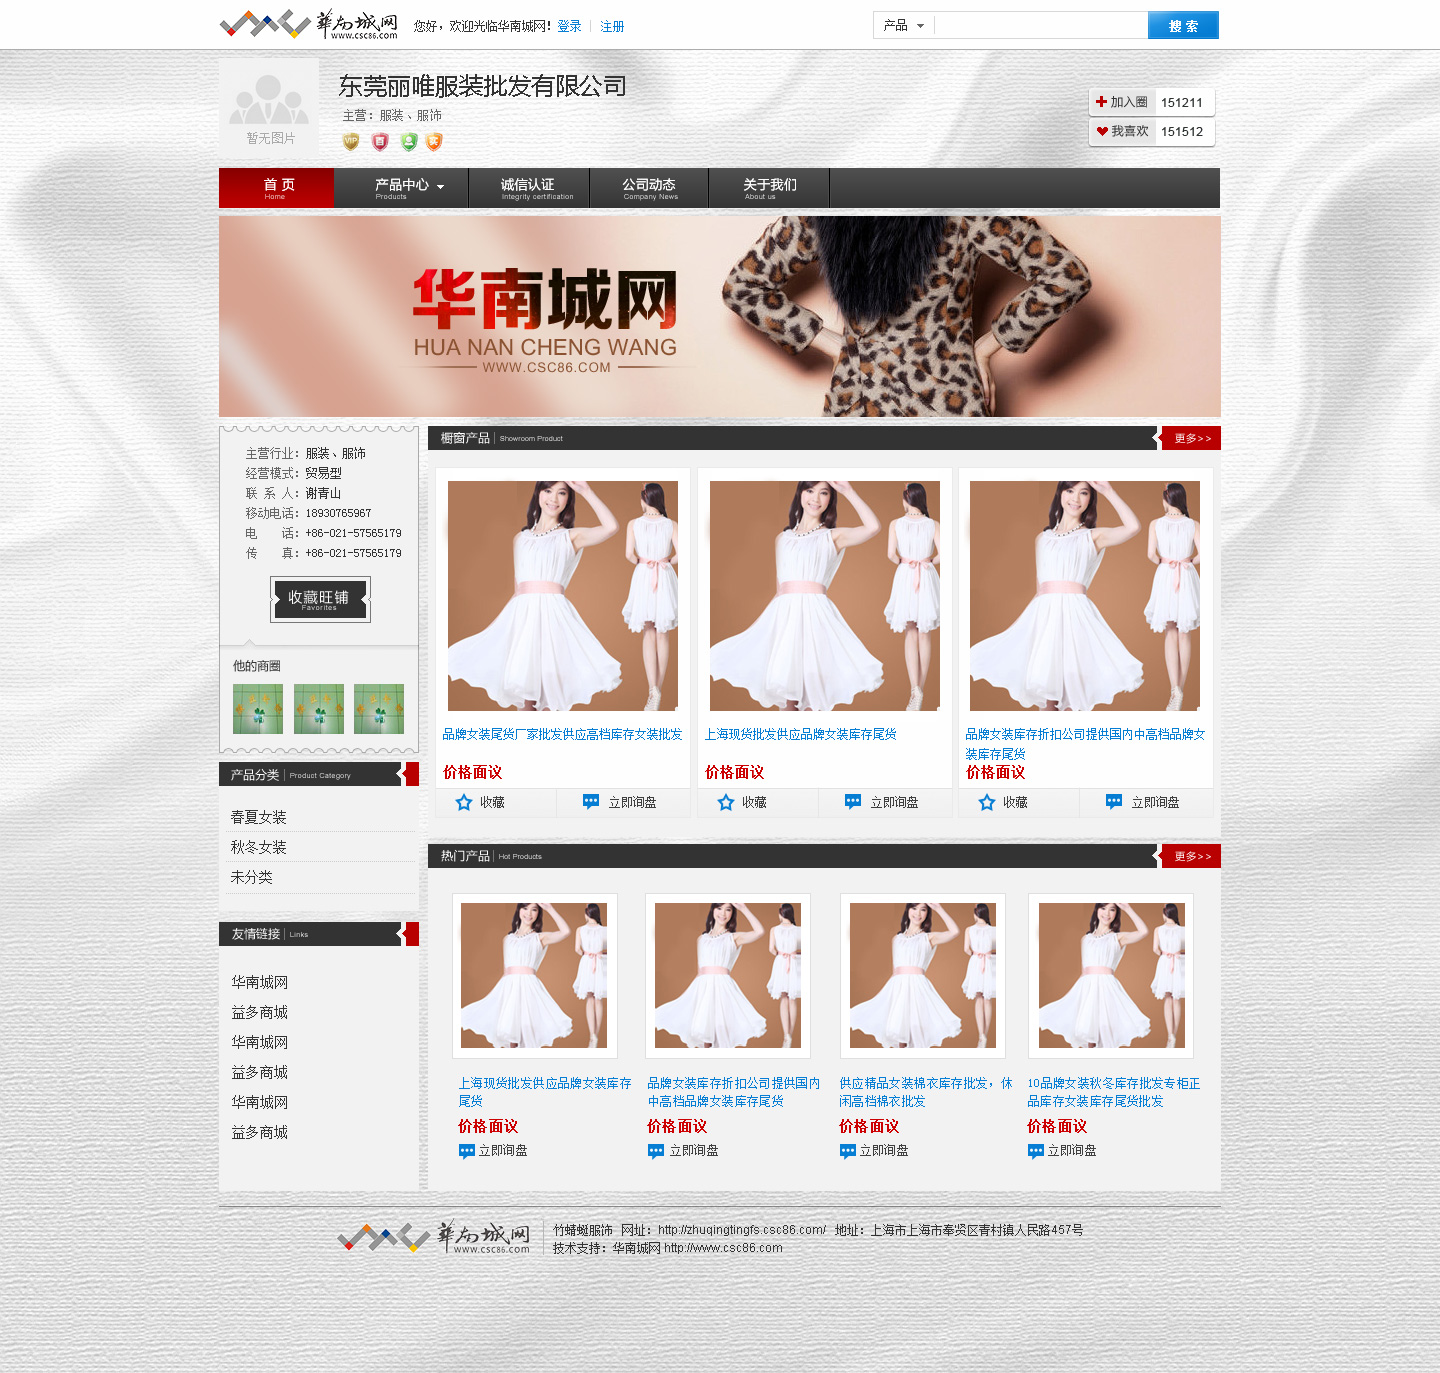 華南城网
www.csc86.com
您好，欢迎光临华南城网！登录 | 注册
产品
搜 索
东莞丽唯服装批发有限公司
主营：服装、服饰
暂无图片
VIP
加入圈 151211
我喜欢 151512
首 页 产品中心 诚信认证 公司动态 关于我们
Home Products Integrity certification Company News About us
华南城网
HUA NAN CHENG WANG
WWW.CSC86.COM
主营行业：服装、服饰
经营模式：贸易型
联 系 人：谢青山
移动电话：18930765967
电 话：+86-021-57565179
传 真：+86-021-57565179
收藏旺铺
Favorites
他的商圈
产品分类 | Product Category
春夏女装
秋冬女装
未分类
友情链接 | Links
华南城网
益多商城
华南城网
益多商城
华南城网
益多商城
橱窗产品 | Showroom Product
更多>>
品牌女装尾货厂家批发供应高档库存女装批发
价格面议
收藏 立即询盘
上海现货批发供应品牌女装库存尾货
价格面议
收藏 立即询盘
品牌女装库存折扣公司提供国内中高档品牌女
装库存尾货
价格面议
收藏 立即询盘
热门产品 | Hot Products
更多>>
上海现货批发供应品牌女装库存
尾货
价格面议
立即询盘
品牌女装库存折扣公司提供国内
中高档品牌女装库存尾货
价格面议
立即询盘
供应精品女装棉衣库存批发，休
闲高档棉衣批发
价格面议
立即询盘
10品牌女装秋冬库存批发专柜正
品库存女装库存尾货批发
价格面议
立即询盘
華南城网
www.csc86.com
竹蜻蜓服饰 网址：http://zhuqingtingfs.csc86.com/ 地址：上海市上海市奉贤区青村镇人民路457号
技术支持：华南城网 http://www.csc86.com